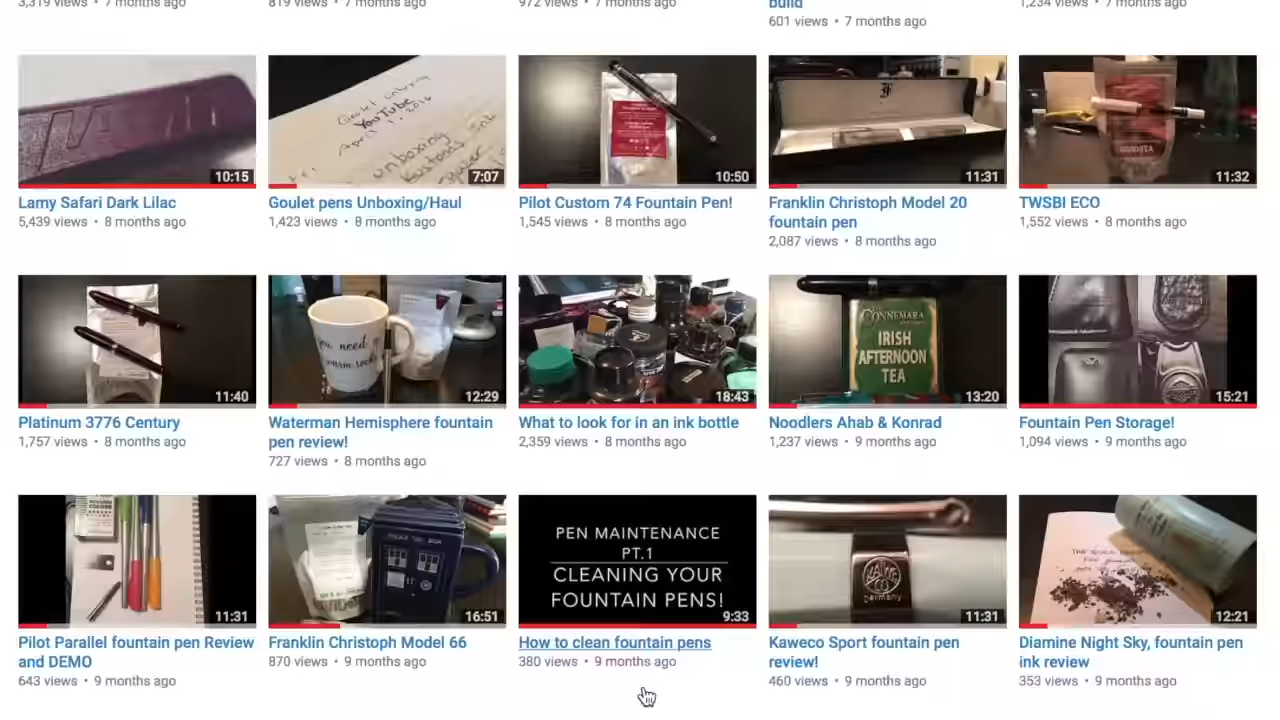 3,319 views • 7 months ago
819 views • 7 months ago
972 views • 7 months ago
build
601 views • 7 months ago
1,234 views • 7 months ago
Goulet unboxing
YouTube
April 1, 2016
unboxing
10:15
7:07
10:50
11:31
11:32
Lamy Safari Dark Lilac
5,439 views • 8 months ago
Goulet pens Unboxing/Haul
1,423 views • 8 months ago
Pilot Custom 74 Fountain Pen!
1,545 views • 8 months ago
Franklin Christoph Model 20
fountain pen
2,087 views • 8 months ago
TWSBI ECO
1,552 views • 8 months ago
you need
CONNEMARA
IRISH
AFTERNOON
TEA
11:40
12:29
18:43
13:20
15:21
Platinum 3776 Century
1,757 views • 8 months ago
Waterman Hemisphere fountain
pen review!
727 views • 8 months ago
What to look for in an ink bottle
2,359 views • 8 months ago
Noodlers Ahab & Konrad
1,237 views • 9 months ago
Fountain Pen Storage!
1,094 views • 9 months ago
POLICE BOX
PEN MAINTENANCE
PT.1
CLEANING YOUR
FOUNTAIN PENS!
KAWECO
germany
11:31
16:51
9:33
11:31
12:21
Pilot Parallel fountain pen Review
and DEMO
643 views • 9 months ago
Franklin Christoph Model 66
870 views • 9 months ago
How to clean fountain pens
380 views • 9 months ago
Kaweco Sport fountain pen
review!
460 views • 9 months ago
Diamine Night Sky, fountain pen
ink review
353 views • 9 months ago